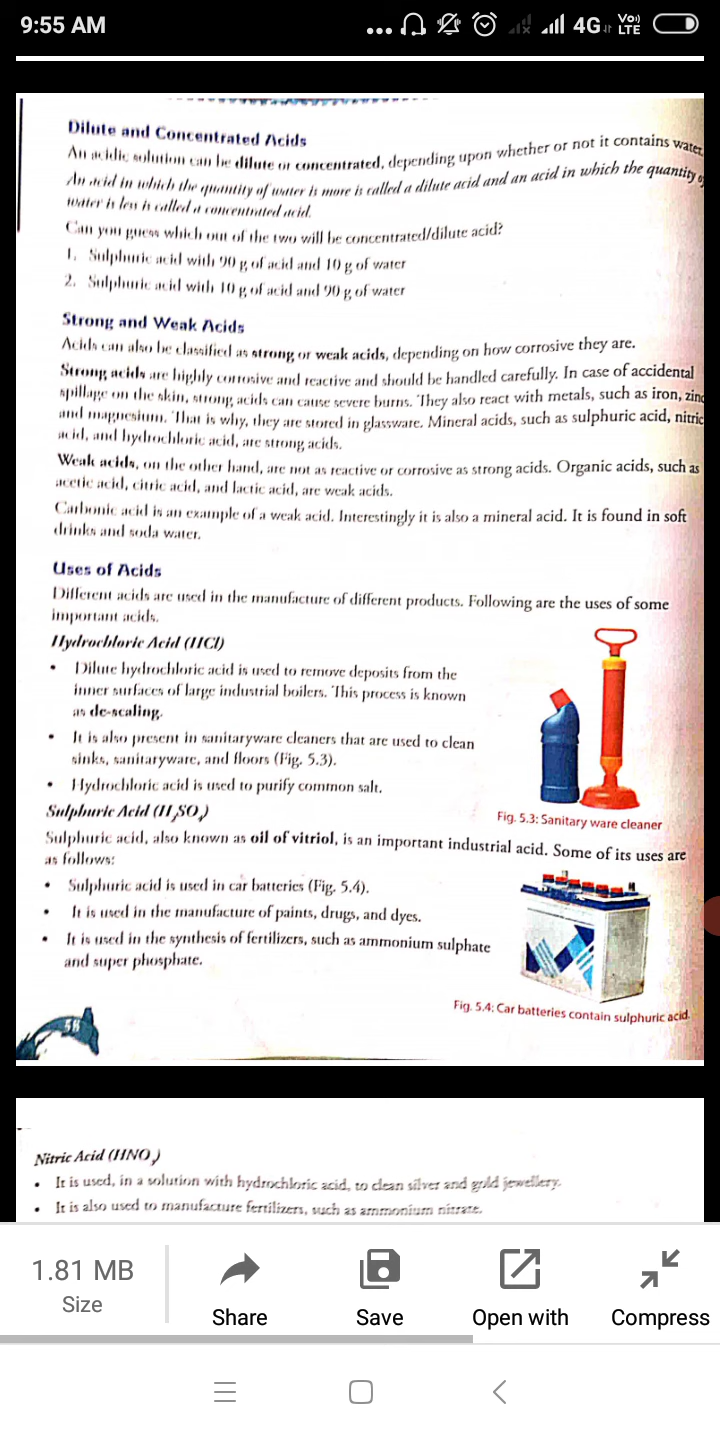 9:55 AM
4G
Vo))
LTE
Dilute and Concentrated Acids
An acidic solution can be dilute or concentrated, depending upon whether or not it contains water.
An acid in which the quantity of water is more is called a dilute acid and an acid in which the quantity of
water is less is called a concentrated acid.
Can you guess which out of the two will be concentrated/dilute acid?
1. Sulphuric acid with 90 g of acid and 10 g of water
2. Sulphuric acid with 10 g of acid and 90 g of water
Strong and Weak Acids
Acids can also be classified as strong or weak acids, depending on how corrosive they are.
Strong acids are highly corrosive and reactive and should be handled carefully. In case of accidental
spillage on the skin, strong acids can cause severe burns. They also react with metals, such as iron, zinc
and magnesium. That is why, they are stored in glassware. Mineral acids, such as sulphuric acid, nitric
acid, and hydrochloric acid, are strong acids.
Weak acids, on the other hand, are not as reactive or corrosive as strong acids. Organic acids, such as
acetic acid, citric acid, and lactic acid, are weak acids.
Carbonic acid is an example of a weak acid. Interestingly it is also a mineral acid. It is found in soft
drinks and soda water.
Uses of Acids
Different acids are used in the manufacture of different products. Following are the uses of some
important acids.
Hydrochloric Acid (HCl)
• Dilute hydrochloric acid is used to remove deposits from the
inner surfaces of large industrial boilers. This process is known
as de-scaling.
• It is also present in sanitaryware cleaners that are used to clean
sinks, sanitaryware, and floors (Fig. 5.3).
• Hydrochloric acid is used to purify common salt.
Fig. 5.3: Sanitary ware cleaner
Sulphuric Acid (H₂SO₄)
Sulphuric acid, also known as oil of vitriol, is an important industrial acid. Some of its uses are
as follows:
• Sulphuric acid is used in car batteries (Fig. 5.4).
• It is used in the manufacture of paints, drugs, and dyes.
• It is used in the synthesis of fertilizers, such as ammonium sulphate
and super phosphate.
Fig. 5.4: Car batteries contain sulphuric acid.
58
Nitric Acid (HNO₃)
• It is used, in a solution with hydrochloric acid, to clean silver and gold jewellery.
• It is also used to manufacture fertilizers, such as ammonium nitrate.
1.81 MB
Size
Share
Save
Open with
Compress